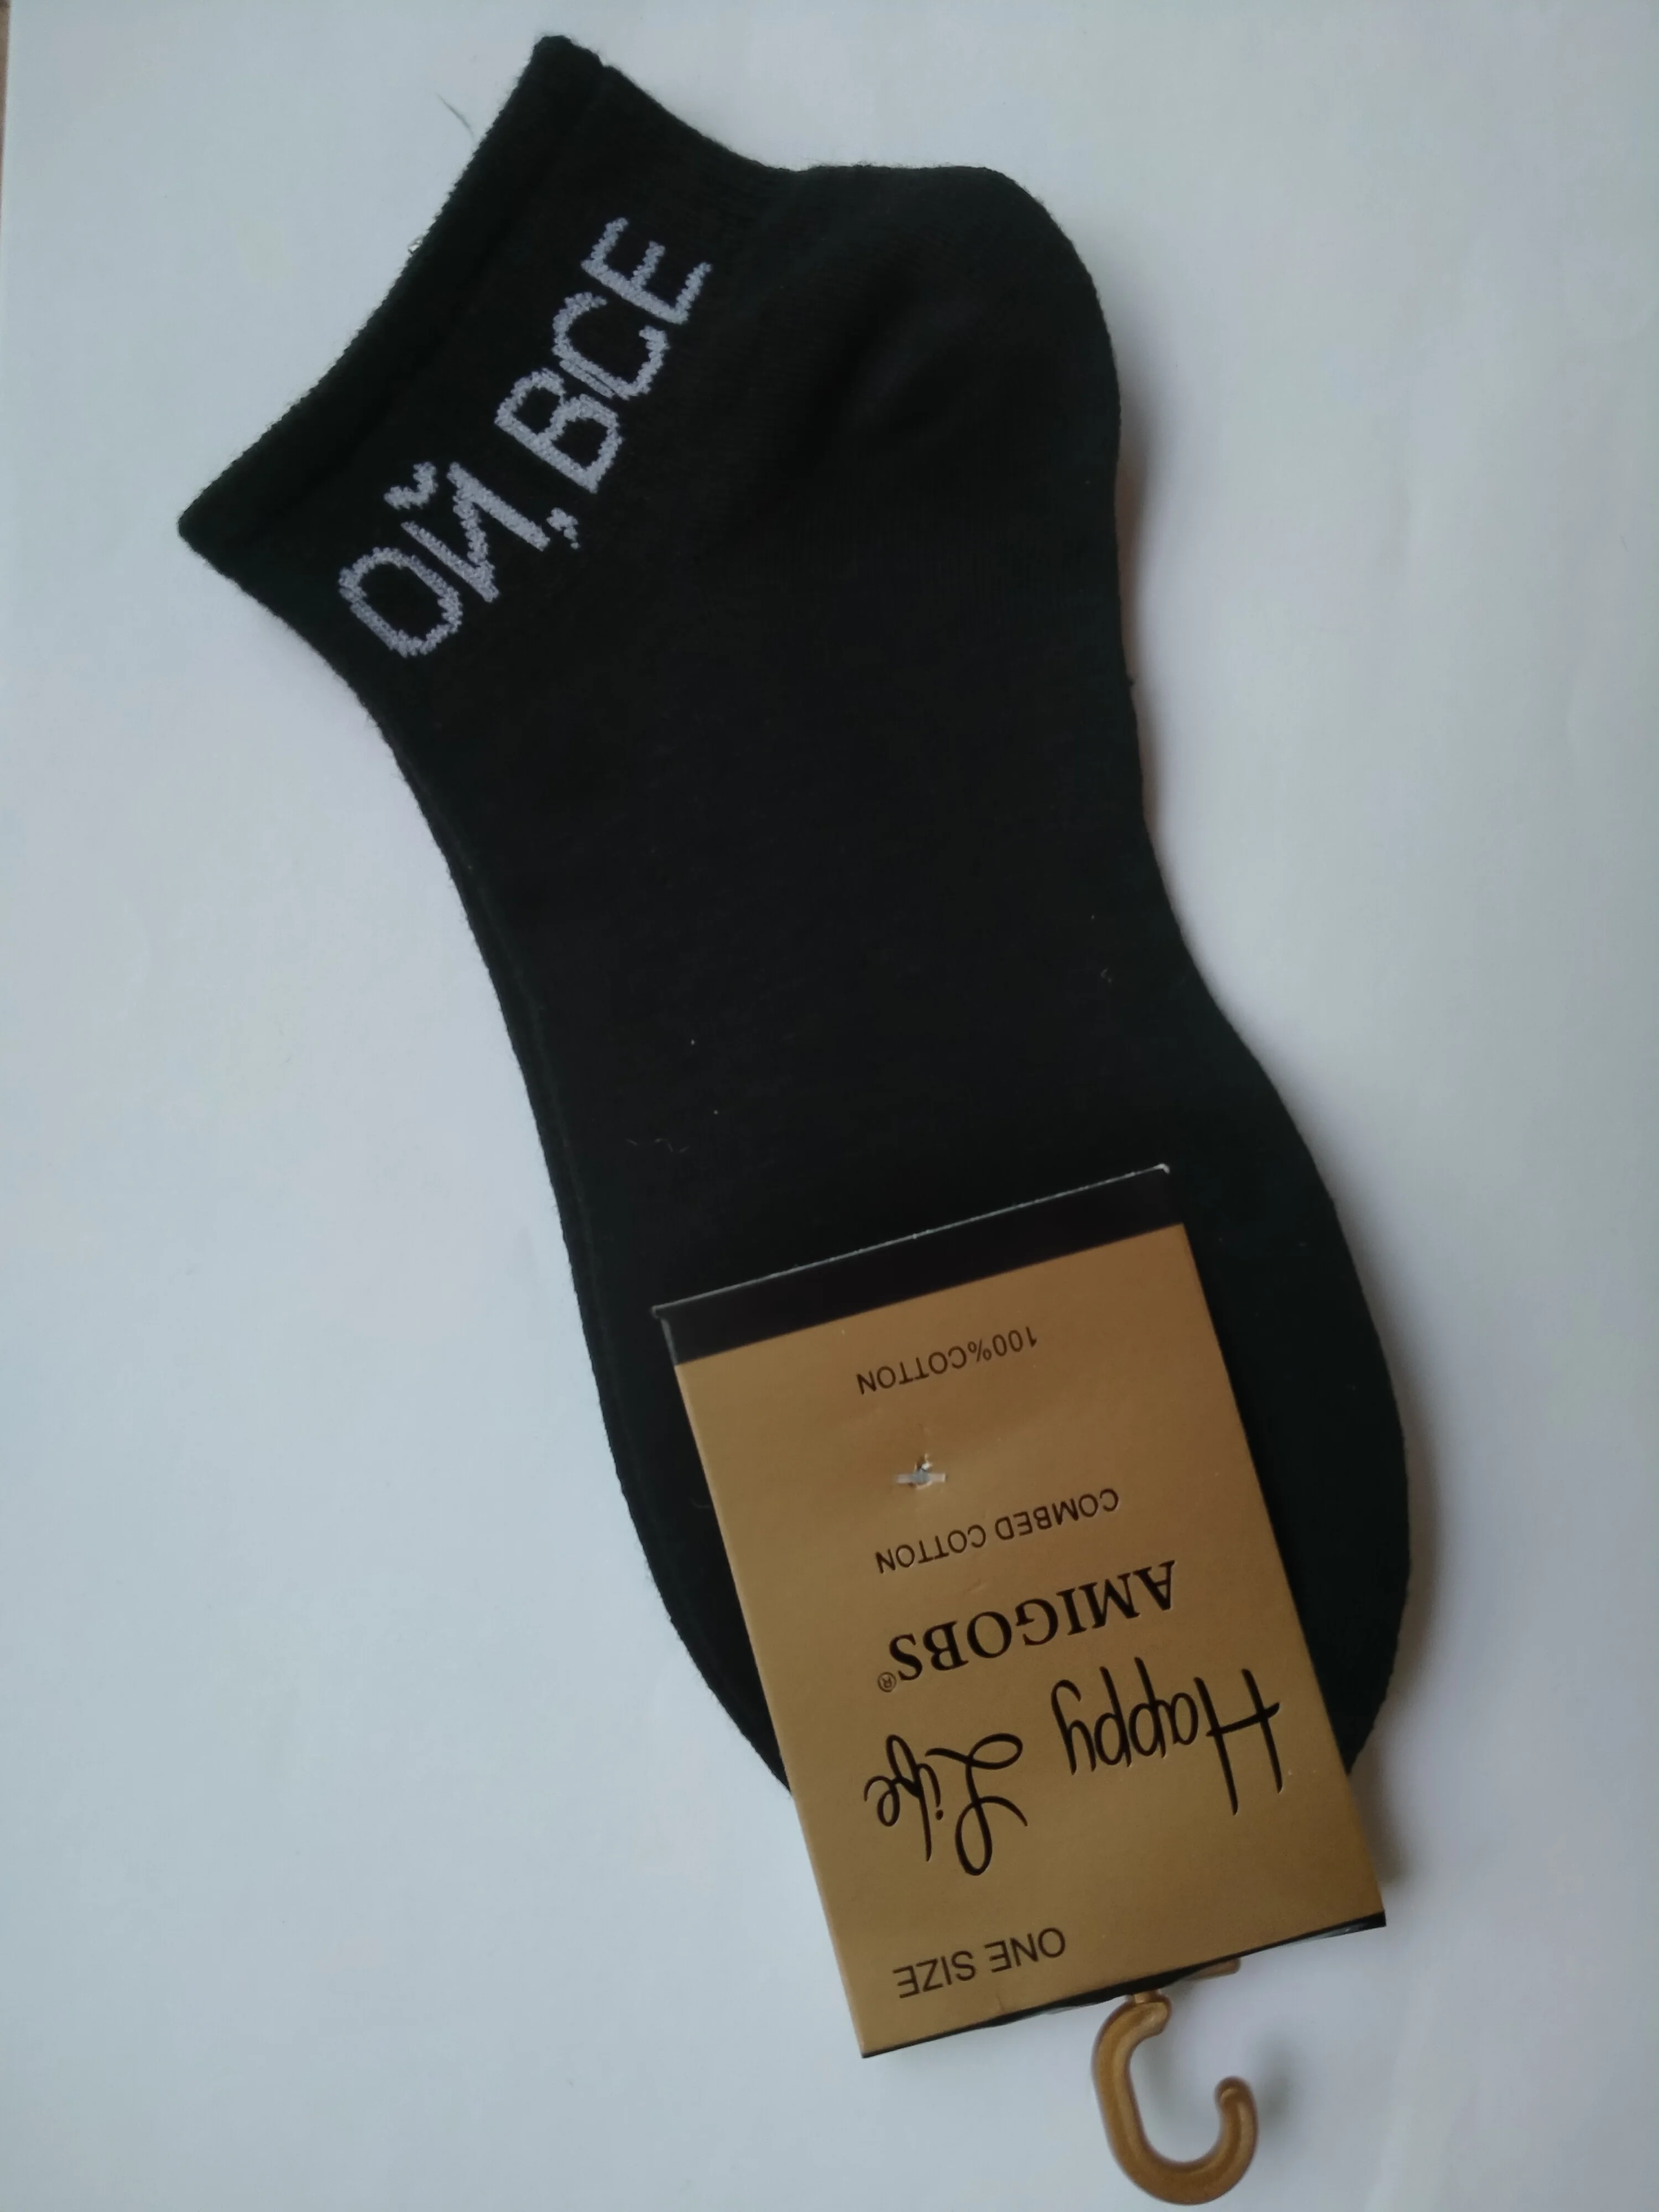 ОЙ, ВСЕ
ONE SIZE
Happy Life
AMIGOBS®
COMBED COTTON
100%COTTON